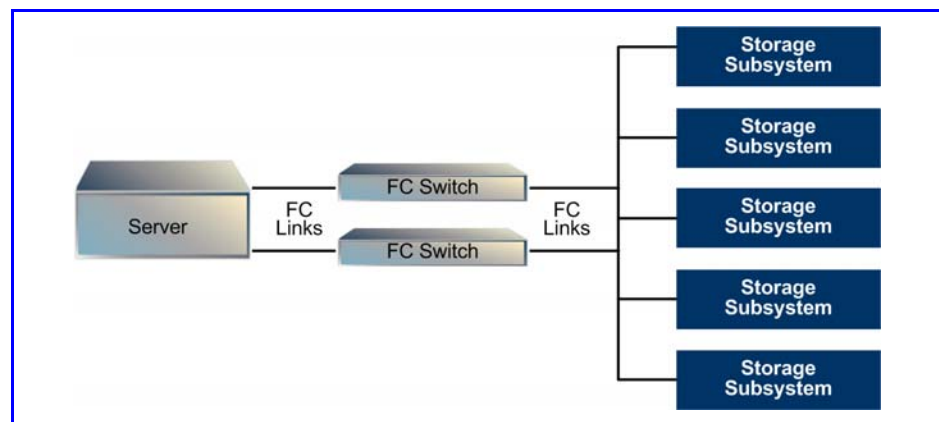 Server
FC Switch
FC
Links
FC Switch
FC
Links
Storage
Subsystem
Storage
Subsystem
Storage
Subsystem
Storage
Subsystem
Storage
Subsystem